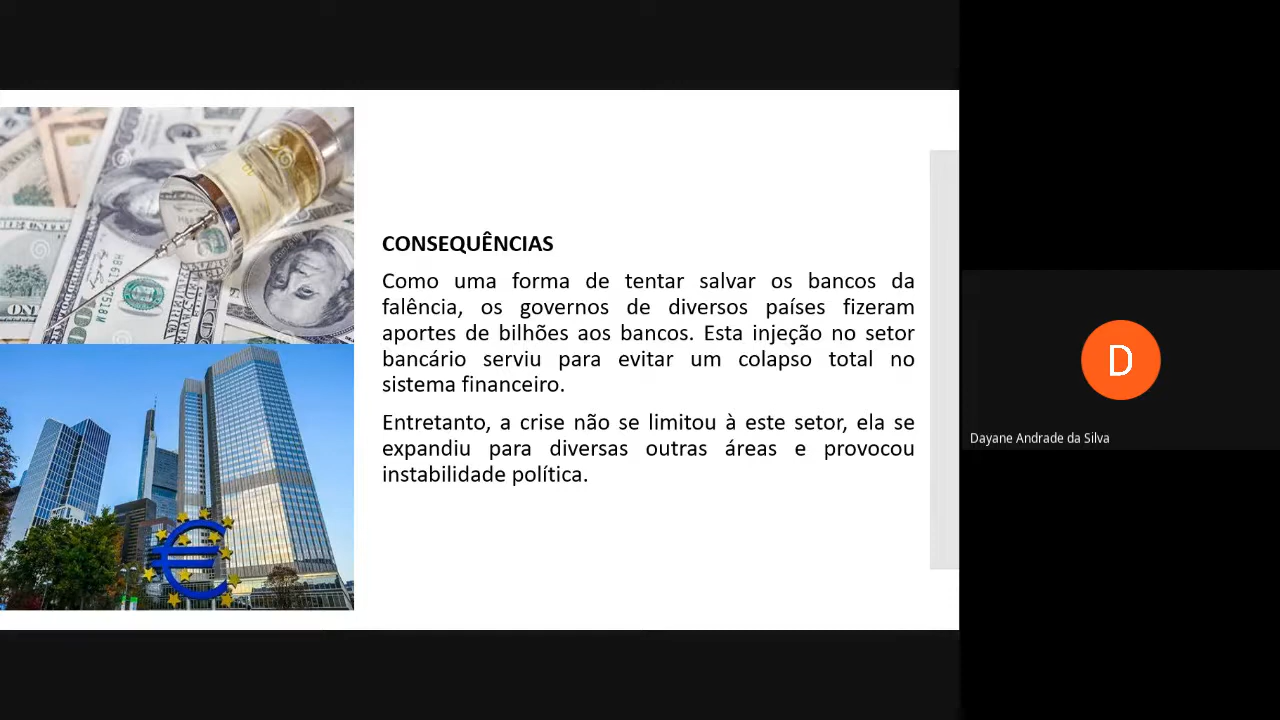 CONSEQUÊNCIAS
Como uma forma de tentar salvar os bancos da
falência, os governos de diversos países fizeram
aportes de bilhões aos bancos. Esta injeção no setor
bancário serviu para evitar um colapso total no
sistema financeiro.
Entretanto, a crise não se limitou à este setor, ela se
expandiu para diversas outras áreas e provocou
instabilidade política.
D
Dayane Andrade da Silva